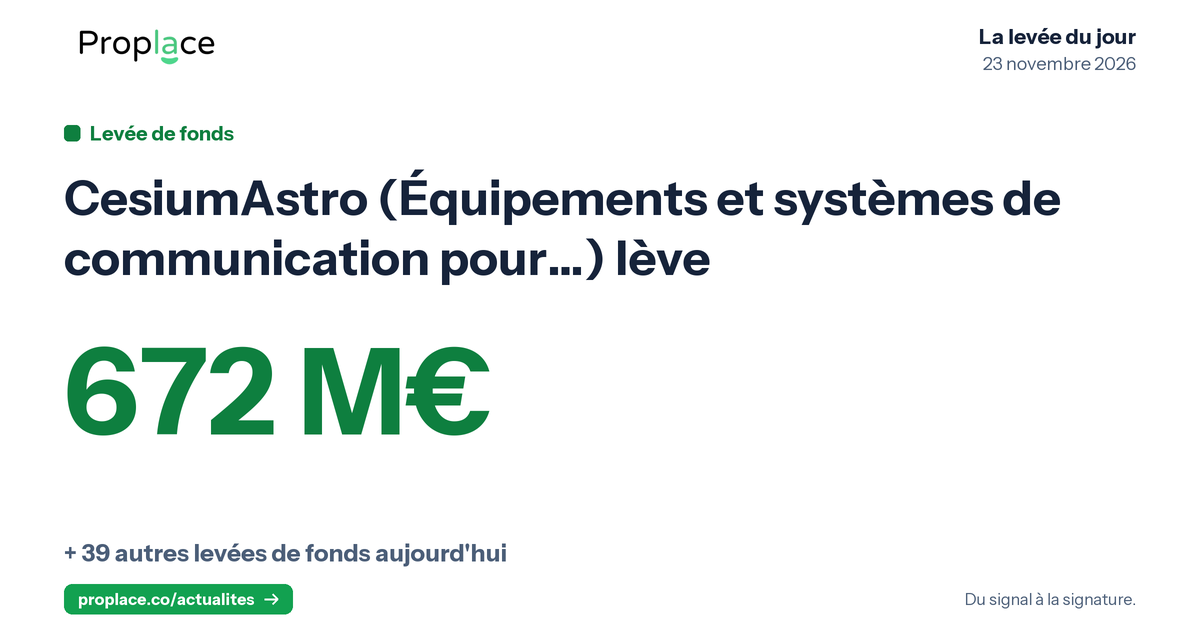 Proplace
La levée du jour
23 novembre 2026
Levée de fonds
CesiumAstro (Équipements et systèmes de
communication pour...) lève
672 M€
+ 39 autres levées de fonds aujourd'hui
proplace.co/actualites →
Du signal à la signature.